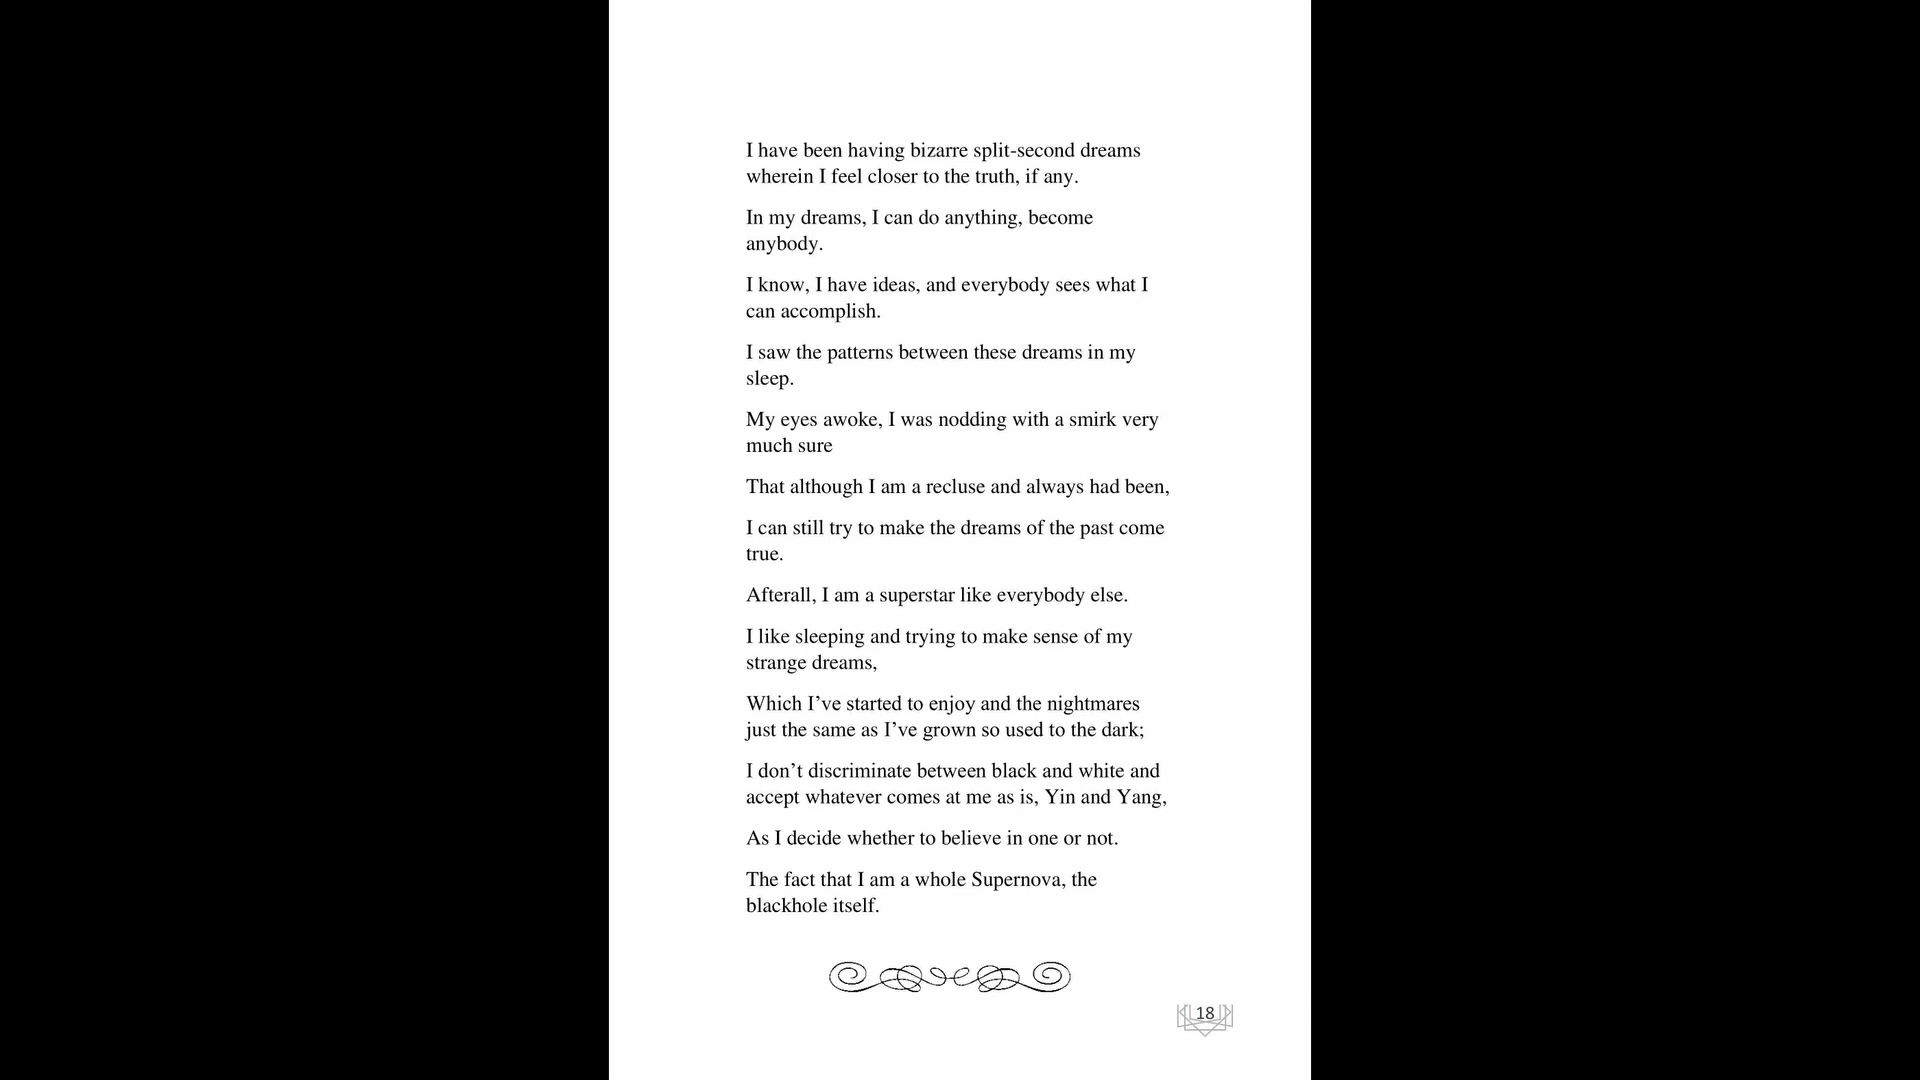 I have been having bizarre split-second dreams
wherein I feel closer to the truth, if any.
In my dreams, I can do anything, become
anybody.
I know, I have ideas, and everybody sees what I
can accomplish.
I saw the patterns between these dreams in my
sleep.
My eyes awoke, I was nodding with a smirk very
much sure
That although I am a recluse and always had been,
I can still try to make the dreams of the past come
true.
Afterall, I am a superstar like everybody else.
I like sleeping and trying to make sense of my
strange dreams,
Which I’ve started to enjoy and the nightmares
just the same as I’ve grown so used to the dark;
I don’t discriminate between black and white and
accept whatever comes at me as is, Yin and Yang,
As I decide whether to believe in one or not.
The fact that I am a whole Supernova, the
blackhole itself.
18